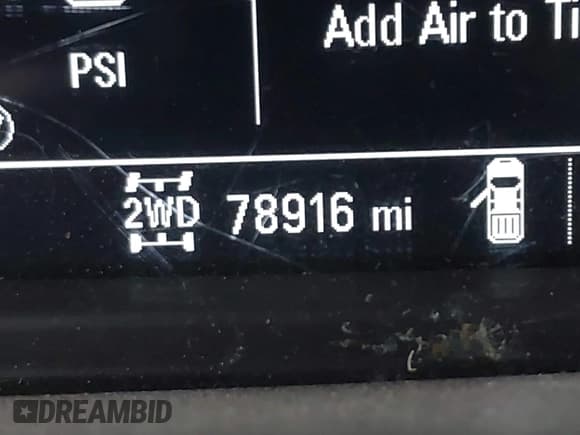 Add Air to Ti
PSI
2WD 78916 mi
DREAMBID